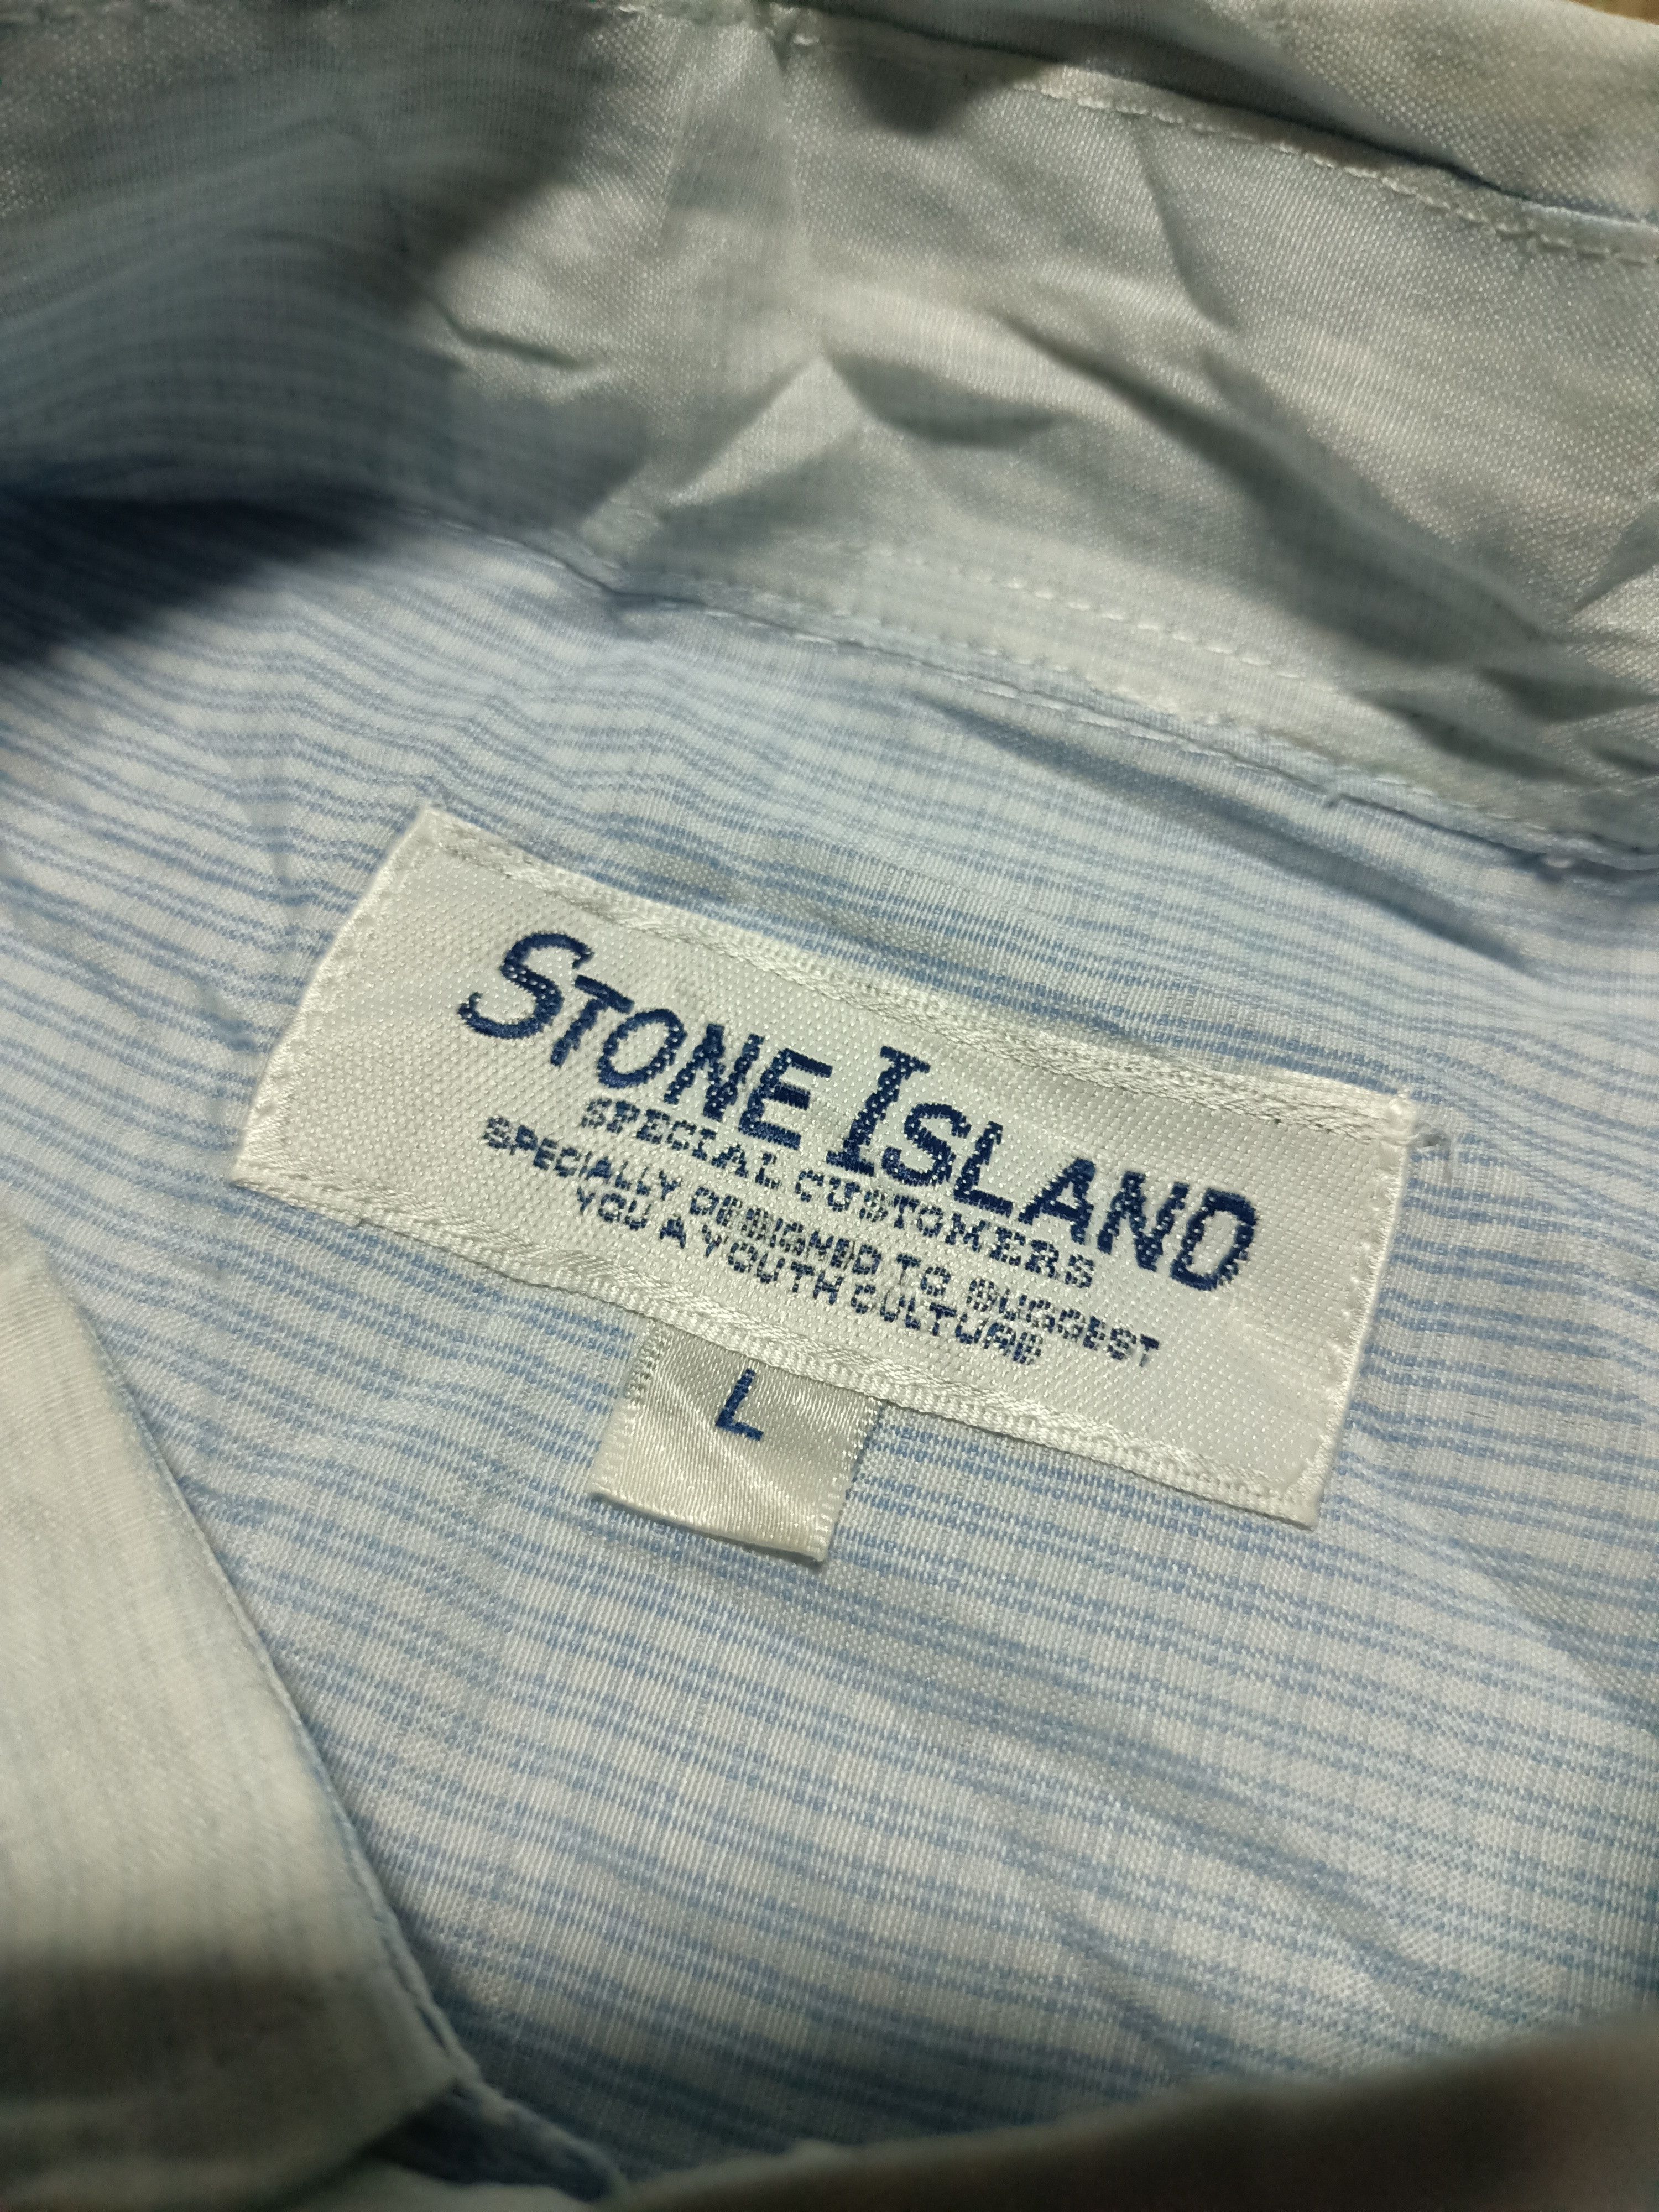 STONE ISLAND
SPECIAL CUSTOMERS
SPECIALLY DESIGNED TO SUGGEST
YOU A YOUTH CULTURE
L